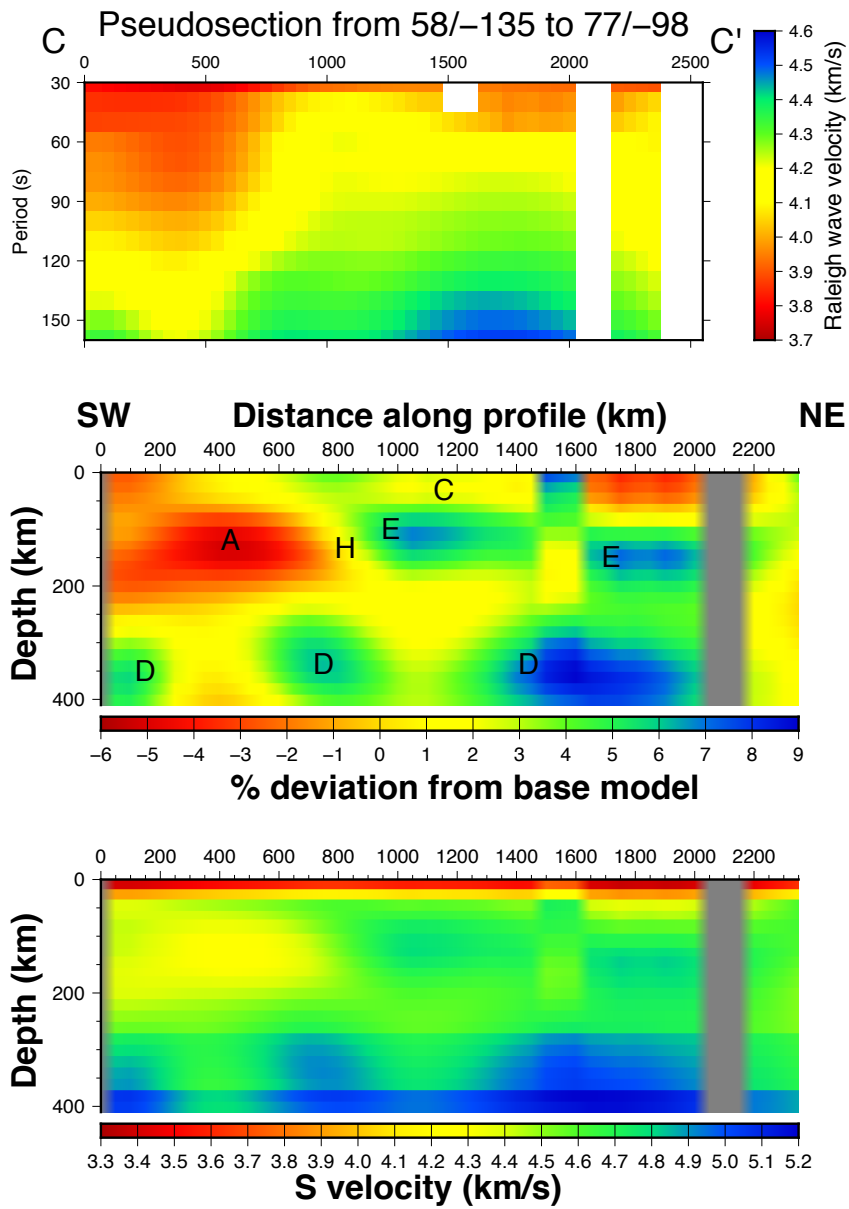 Pseudosection from 58/−135 to 77/−98
C C'
0 500 1000 1500 2000 2500
30
60
90
120
150
Period (s)
4.6
4.5
4.4
4.3
4.2
4.1
4.0
3.9
3.8
3.7
Raleigh wave velocity (km/s)
SW Distance along profile (km) NE
0 200 400 600 800 1000 1200 1400 1600 1800 2000 2200
0
200
400
Depth (km)
C
A
H
E
E
D
D
D
−6 −5 −4 −3 −2 −1 0 1 2 3 4 5 6 7 8 9
% deviation from base model
0 200 400 600 800 1000 1200 1400 1600 1800 2000 2200
0
200
400
Depth (km)
3.3 3.4 3.5 3.6 3.7 3.8 3.9 4.0 4.1 4.2 4.3 4.4 4.5 4.6 4.7 4.8 4.9 5.0 5.1 5.2
S velocity (km/s)